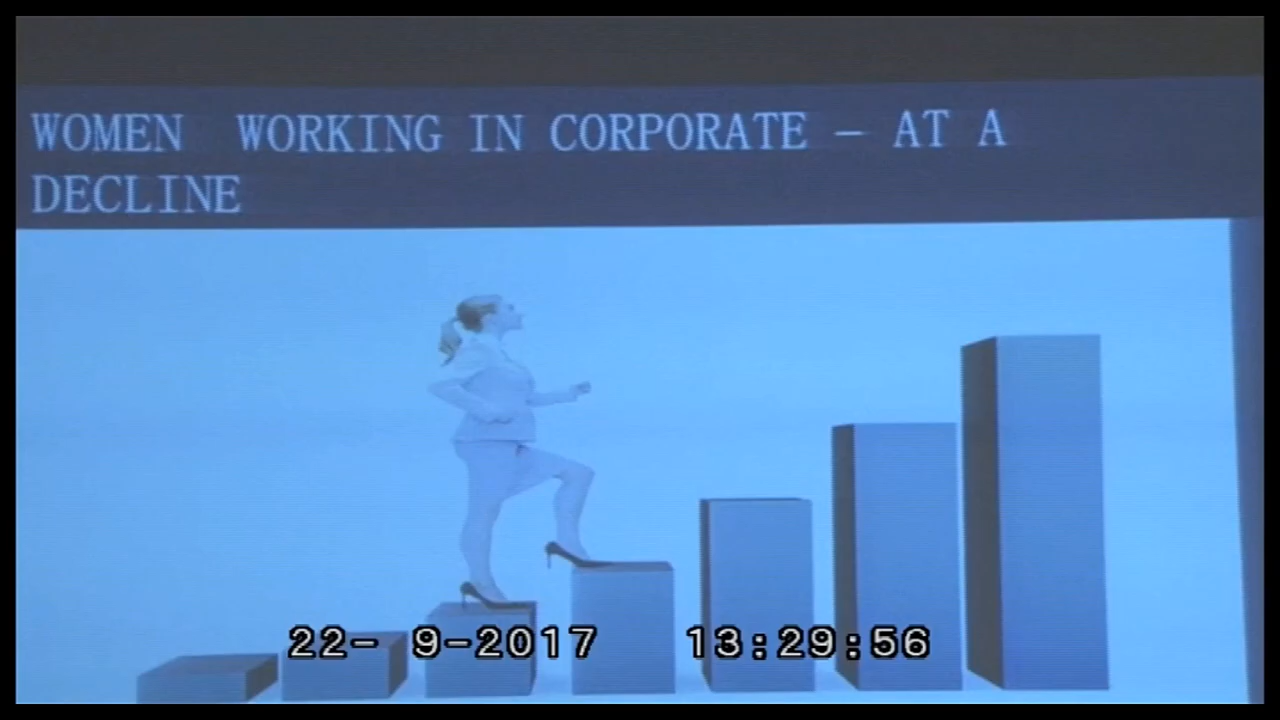 WOMEN  WORKING IN CORPORATE – AT A
DECLINE
22- 9-2017 13:29:56